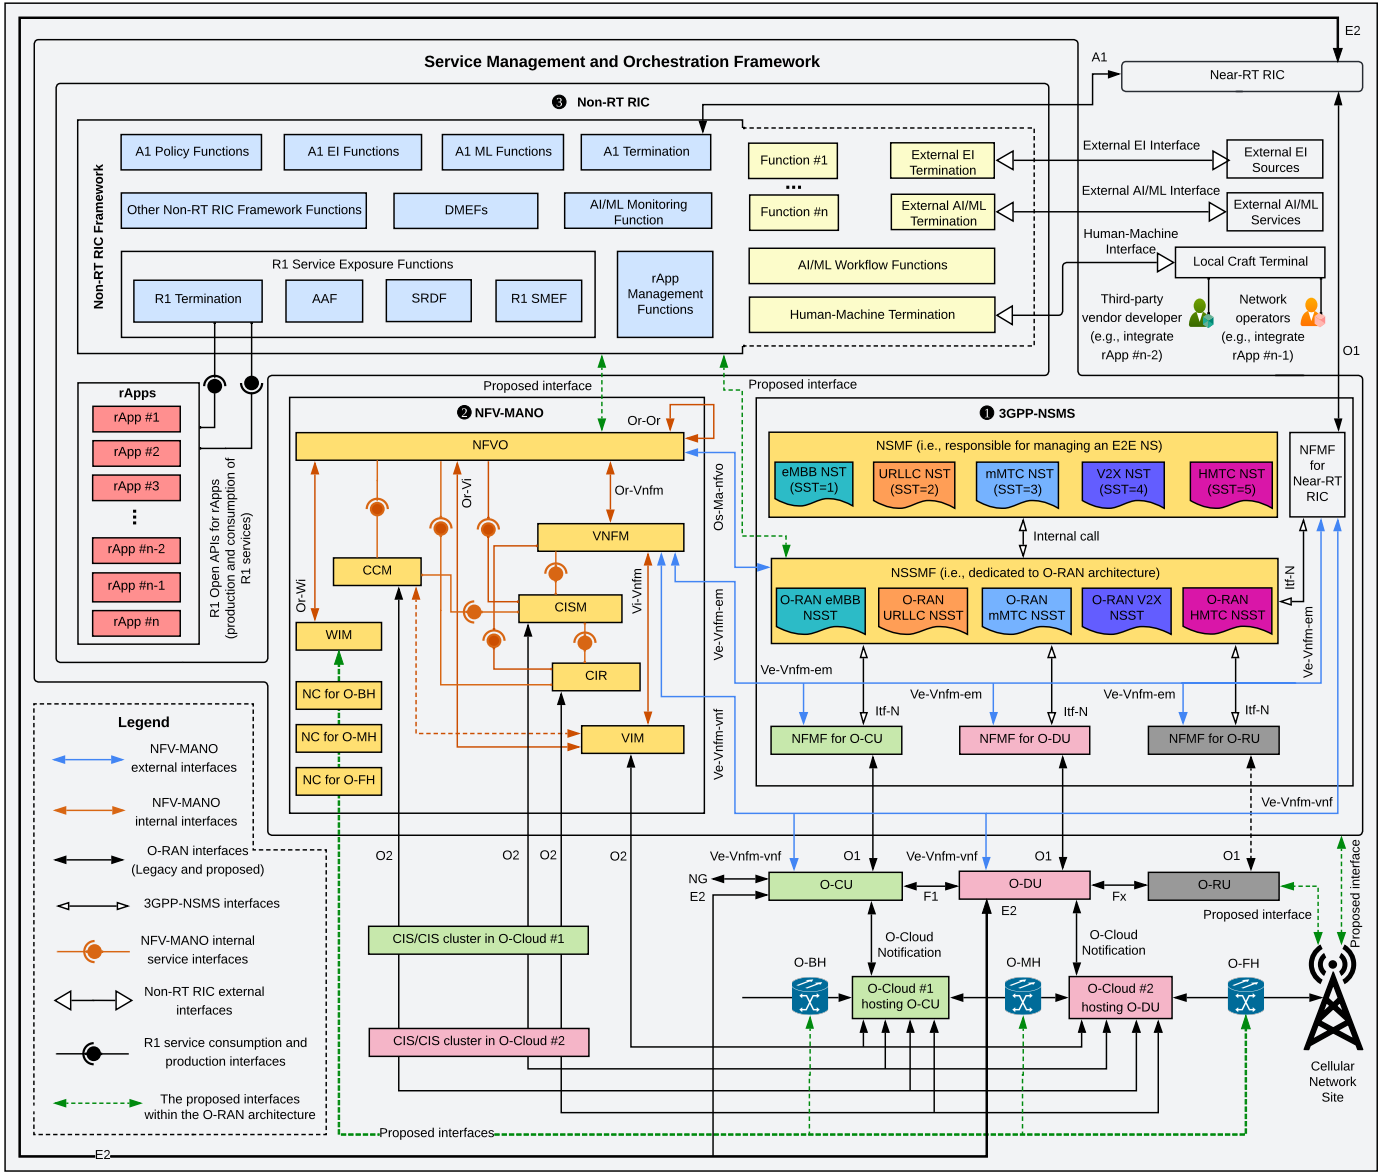 E2
Service Management and Orchestration Framework
A1
Near-RT RIC
❸ Non-RT RIC
Non-RT RIC Framework
A1 Policy Functions
A1 EI Functions
A1 ML Functions
A1 Termination
Function #1
...
Function #n
External EI
Termination
External EI Interface
External EI
Sources
Other Non-RT RIC Framework Functions
DMEFs
AI/ML Monitoring
Function
External AI/ML
Termination
External AI/ML Interface
External AI/ML
Services
R1 Service Exposure Functions
R1 Termination
AAF
SRDF
R1 SMEF
rApp
Management
Functions
AI/ML Workflow Functions
Human-Machine Termination
Human-Machine
Interface
Local Craft Terminal
Third-party
vendor developer
(e.g., integrate
rApp #n-2)
Network
operators
(e.g., integrate
rApp #n-1)
O1
rApps
rApp #1
rApp #2
rApp #3
...
rApp #n-2
rApp #n-1
rApp #n
R1 Open APIs for rApps
(production and consumption of
R1 services)
Proposed interface
Proposed interface
❷ NFV-MANO
Or-Or
NFVO
Or-Vi
Or-Vnfm
Os-Ma-nfvo
VNFM
CCM
Or-Wi
CISM
Vi-Vnfm
WIM
CIR
NC for O-BH
NC for O-MH
NC for O-FH
VIM
Ve-Vnfm-em
Ve-Vnfm-vnf
❶ 3GPP-NSMS
NSMF (i.e., responsible for managing an E2E NS)
eMBB NST
(SST=1)
URLLC NST
(SST=2)
mMTC NST
(SST=3)
V2X NST
(SST=4)
HMTC NST
(SST=5)
NFMF
for
Near-RT
RIC
Internal call
NSSMF (i.e., dedicated to O-RAN architecture)
O-RAN eMBB
NSST
O-RAN
URLLC NSST
O-RAN
mMTC NSST
O-RAN V2X
NSST
O-RAN
HMTC NSST
Itf-N
Ve-Vnfm-em
Ve-Vnfm-em
Ve-Vnfm-em
Ve-Vnfm-em
Itf-N
Itf-N
Itf-N
NFMF for O-CU
NFMF for O-DU
NFMF for O-RU
Ve-Vnfm-vnf
Legend
NFV-MANO
external interfaces
NFV-MANO
internal interfaces
O-RAN interfaces
(Legacy and proposed)
3GPP-NSMS interfaces
NFV-MANO internal
service interfaces
Non-RT RIC external
interfaces
R1 service consumption and
production interfaces
The proposed interfaces
within the O-RAN architecture
O2
O2
O2
O2
Ve-Vnfm-vnf
O1
Ve-Vnfm-vnf
O1
O1
Proposed interface
NG
E2
O-CU
F1
O-DU
E2
Fx
O-RU
Proposed interface
CIS/CIS cluster in O-Cloud #1
CIS/CIS cluster in O-Cloud #2
O-Cloud
Notification
O-Cloud
Notification
O-BH
O-MH
O-FH
O-Cloud #1
hosting O-CU
O-Cloud #2
hosting O-DU
Cellular
Network
Site
Proposed interfaces
E2